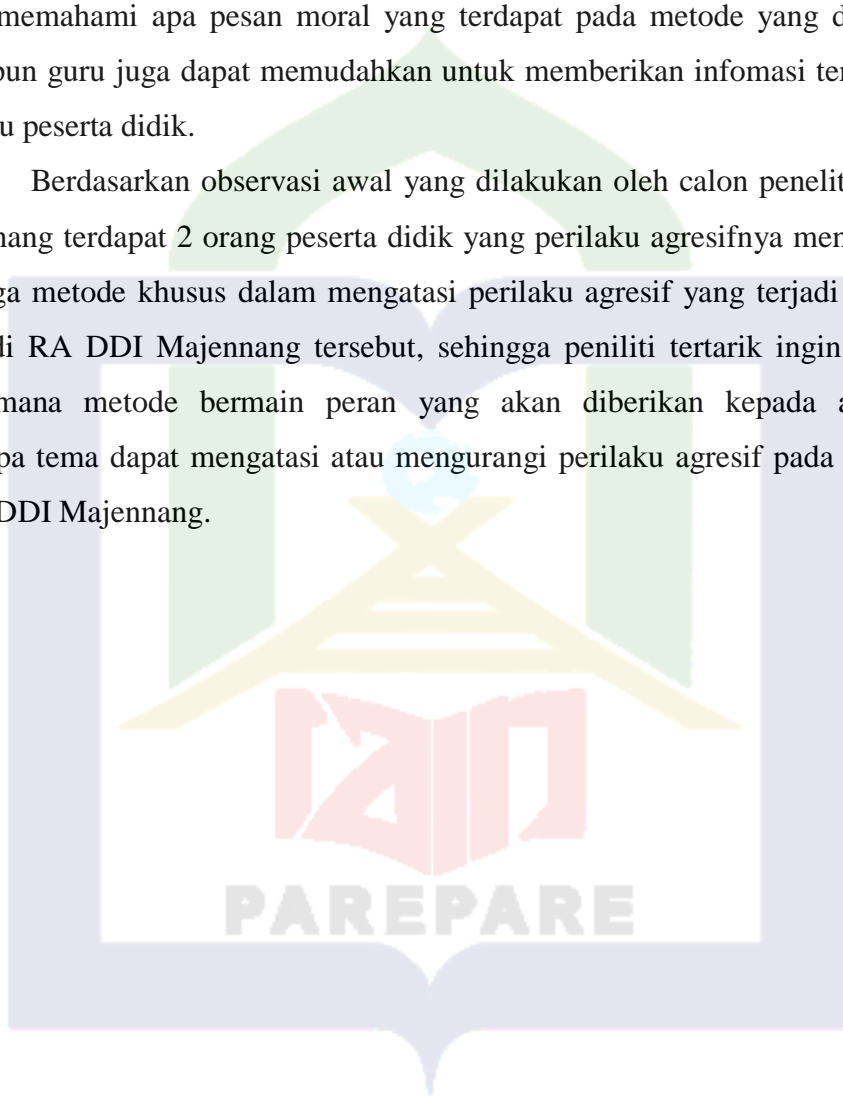 memahami apa pesan moral yang terdapat pada metode yang d
pun guru juga dapat memudahkan untuk memberikan infomasi ter
u peserta didik.
Berdasarkan observasi awal yang dilakukan oleh calon penelit
nang terdapat 2 orang peserta didik yang perilaku agresifnya men
ga metode khusus dalam mengatasi perilaku agresif yang terjadi
di RA DDI Majennang tersebut, sehingga peniliti tertarik ingin
mana metode bermain peran yang akan diberikan kepada a
pa tema dapat mengatasi atau mengurangi perilaku agresif pada
DDI Majennang.
iain
PAREPARE